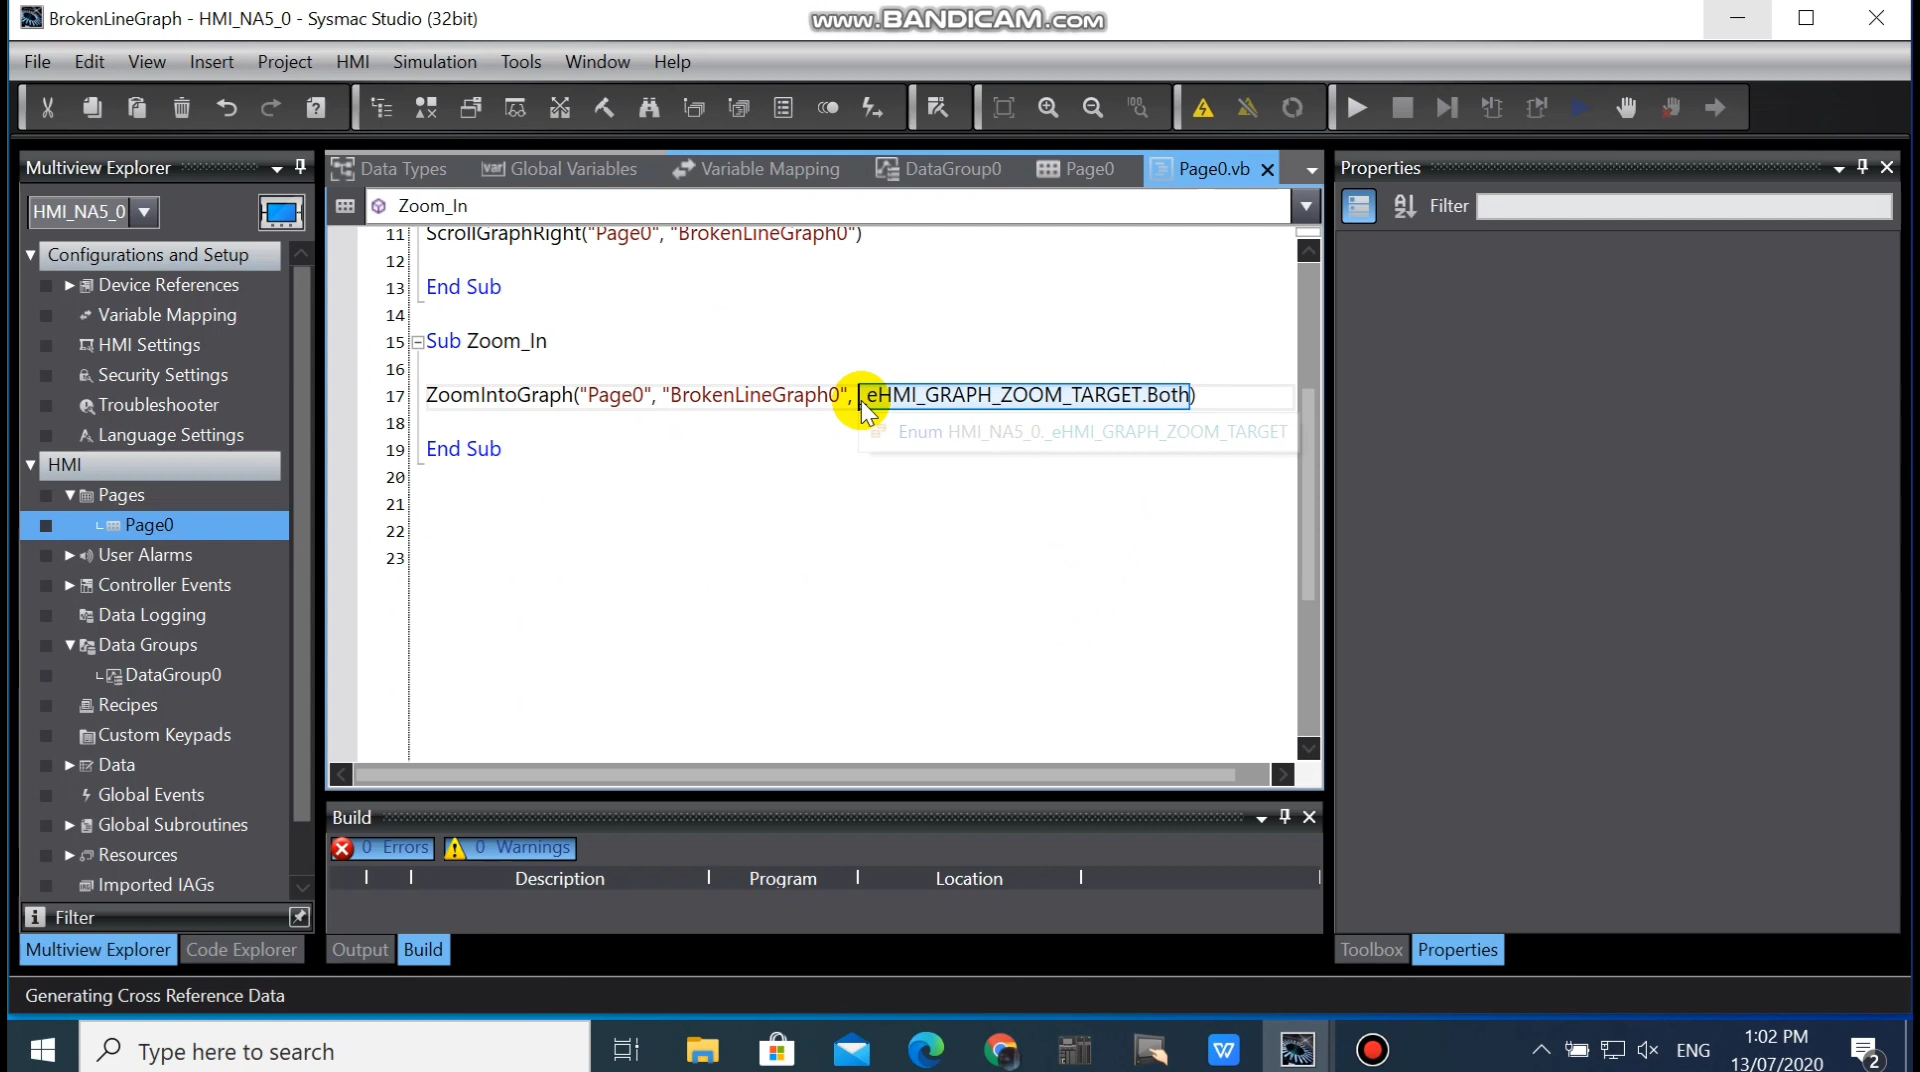 BrokenLineGraph - HMI_NA5_0 - Sysmac Studio (32bit)
www.BANDICAM.com
File Edit View Insert Project HMI Simulation Tools Window Help
Multiview Explorer
HMI_NA5_0
Configurations and Setup
Device References
Variable Mapping
HMI Settings
Security Settings
Troubleshooter
Language Settings
HMI
Pages
Page0
User Alarms
Controller Events
Data Logging
Data Groups
DataGroup0
Recipes
Custom Keypads
Data
Global Events
Global Subroutines
Resources
Imported IAGs
Filter
Multiview Explorer Code Explorer
Data Types Global Variables Variable Mapping DataGroup0 Page0 Page0.vb
Zoom_In
11 ScrollGraphRight("Page0", "BrokenLineGraph0")
12
13 End Sub
14
15 Sub Zoom_In
16
17 ZoomIntoGraph("Page0", "BrokenLineGraph0", _eHMI_GRAPH_ZOOM_TARGET.Both)
18
Enum HMI_NA5_0._eHMI_GRAPH_ZOOM_TARGET
19 End Sub
20
21
22
23
Build
0 Errors 0 Warnings
Description Program Location
Output Build
Properties
Filter
Toolbox Properties
Generating Cross Reference Data
Type here to search
ENG
1:02 PM
13/07/2020
2